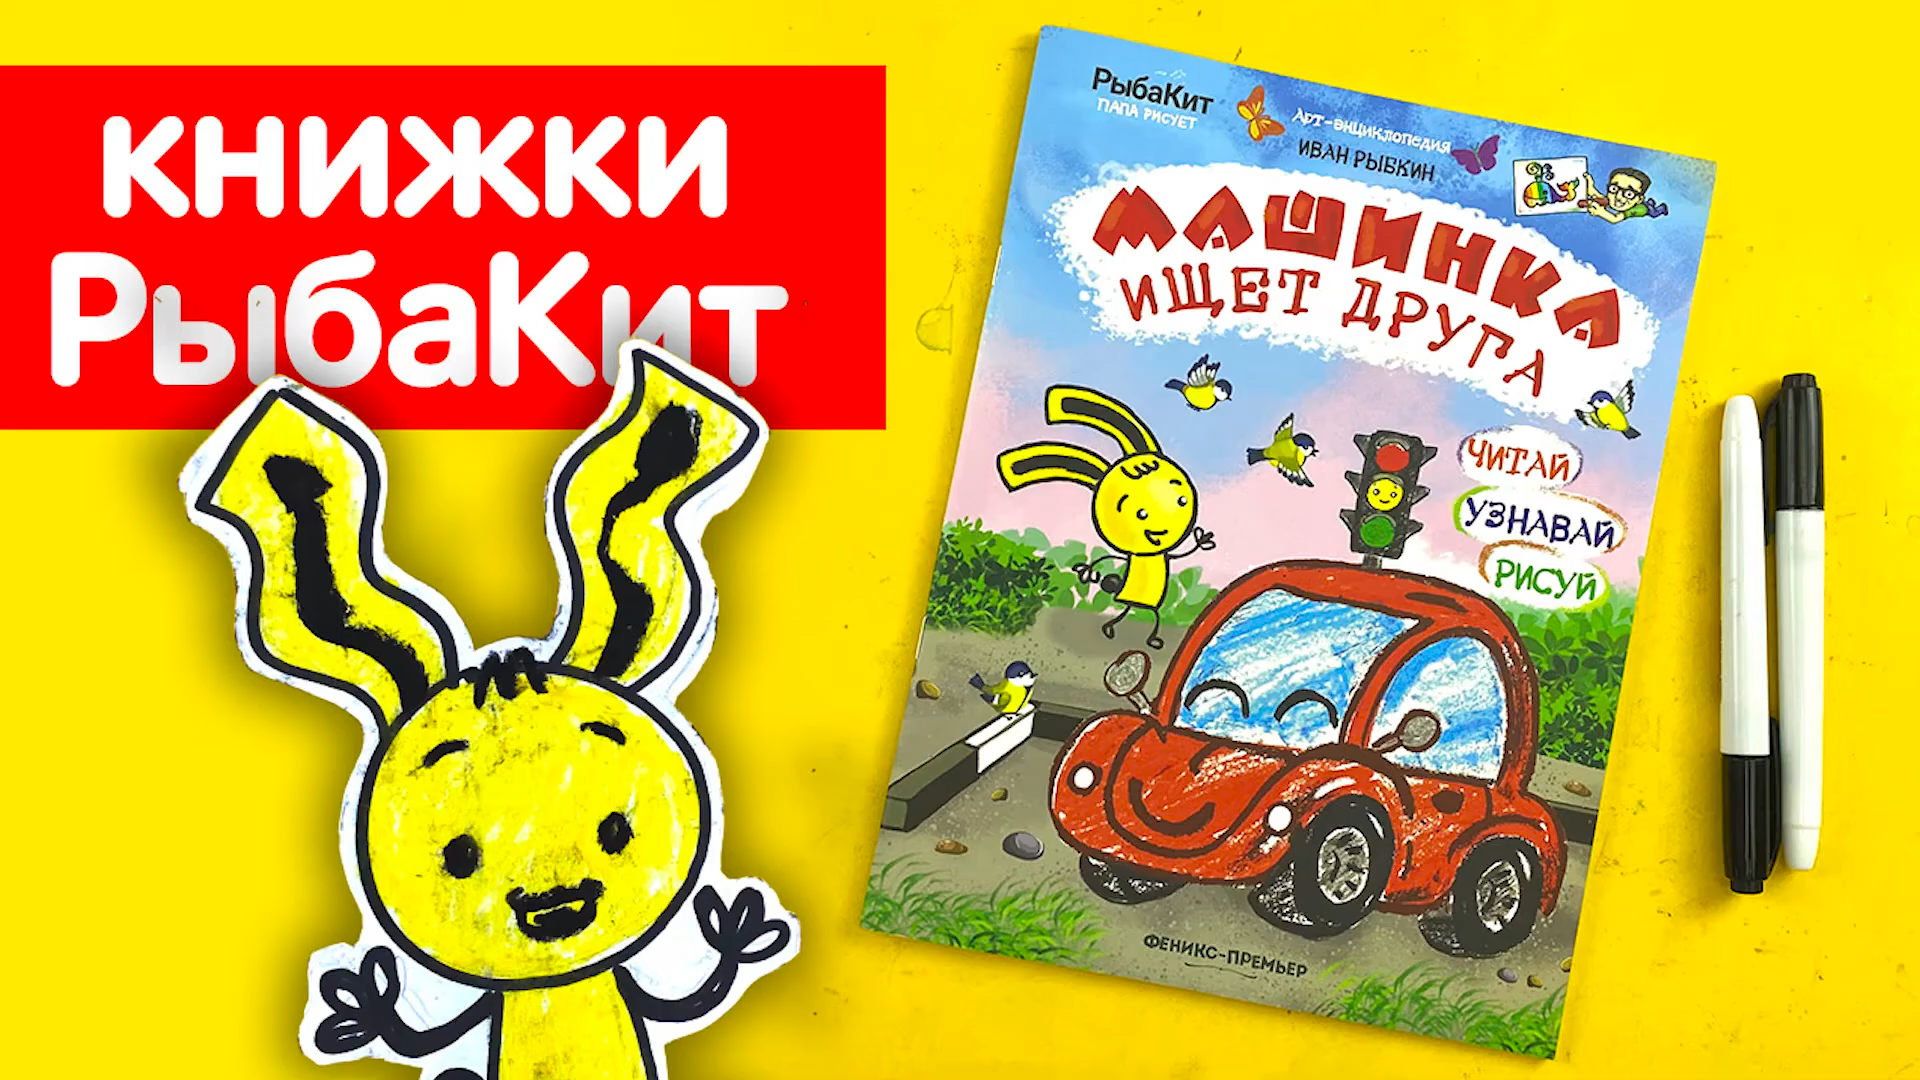 книжки
РыбаКит
РыбаКит
ПАПА РИСУЕТ
АРТ-ЭНЦИКЛОПЕДИЯ
ИВАН РЫБКИН
МАШИНКА
ИЩЕТ ДРУГА
ЧИТАЙ
УЗНАВАЙ
РИСУЙ
ФЕНИКС-ПРЕМЬЕР